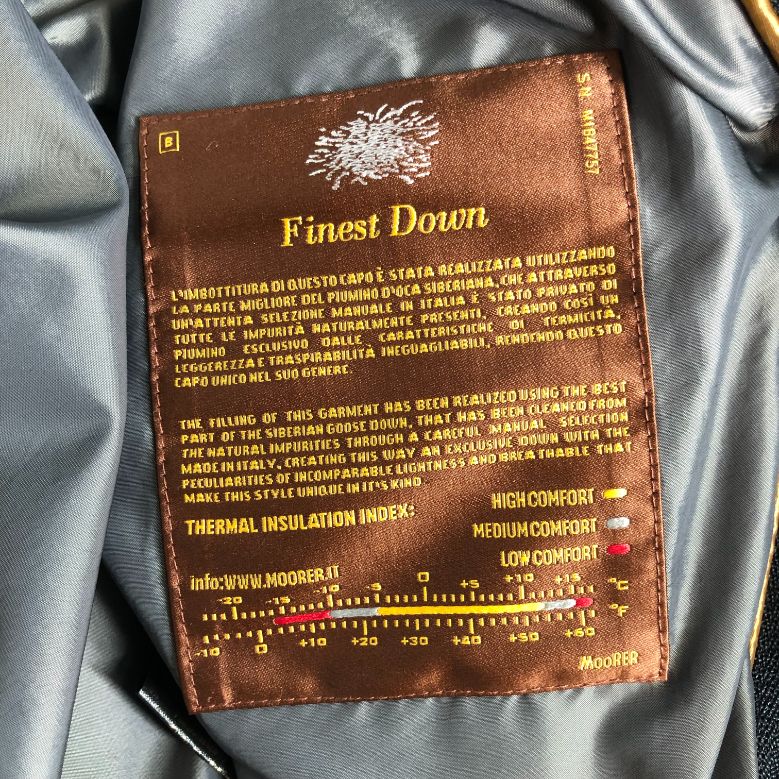 B
S.N. M1847757
Finest Down
L'IMBOTTITURA DI QUESTO CAPO È STATA REALIZZATA UTILIZZANDO
LA PARTE MIGLIORE DEL PIUMINO D'OCA SIBERIANA, CHE ATTRAVERSO
UN'ATTENTA SELEZIONE MANUALE IN ITALIA È STATO PRIVATO DI
TUTTE LE IMPURITÀ NATURALMENTE PRESENTI, CREANDO COSÌ UN
PIUMINO ESCLUSIVO DALLE CARATTERISTICHE DI TERMICITÀ,
LEGGEREZZA E TRASPIRABILITÀ INEGUAGLIABILI, RENDENDO QUESTO
CAPO UNICO NEL SUO GENERE.
THE FILLING OF THIS GARMENT HAS BEEN REALIZED USING THE BEST
PART OF THE SIBERIAN GOOSE DOWN, THAT HAS BEEN CLEANED FROM
THE NATURAL IMPURITIES THROUGH A CAREFUL MANUAL SELECTION
MADE IN ITALY, CREATING THIS WAY AN EXCLUSIVE DOWN WITH THE
PECULIARITIES OF INCOMPARABLE LIGHTNESS AND BREATHABLE THAT
MAKE THIS STYLE UNIQUE IN IT'S KIND.
HIGH COMFORT
THERMAL INSULATION INDEX:
MEDIUM COMFORT
LOW COMFORT
info:WWW.MOORER.IT
-20 -15 -10 -5 0 +5 +10 +15 °C
°F
-10 0 +10 +20 +30 +40 +50 +60
MOORER